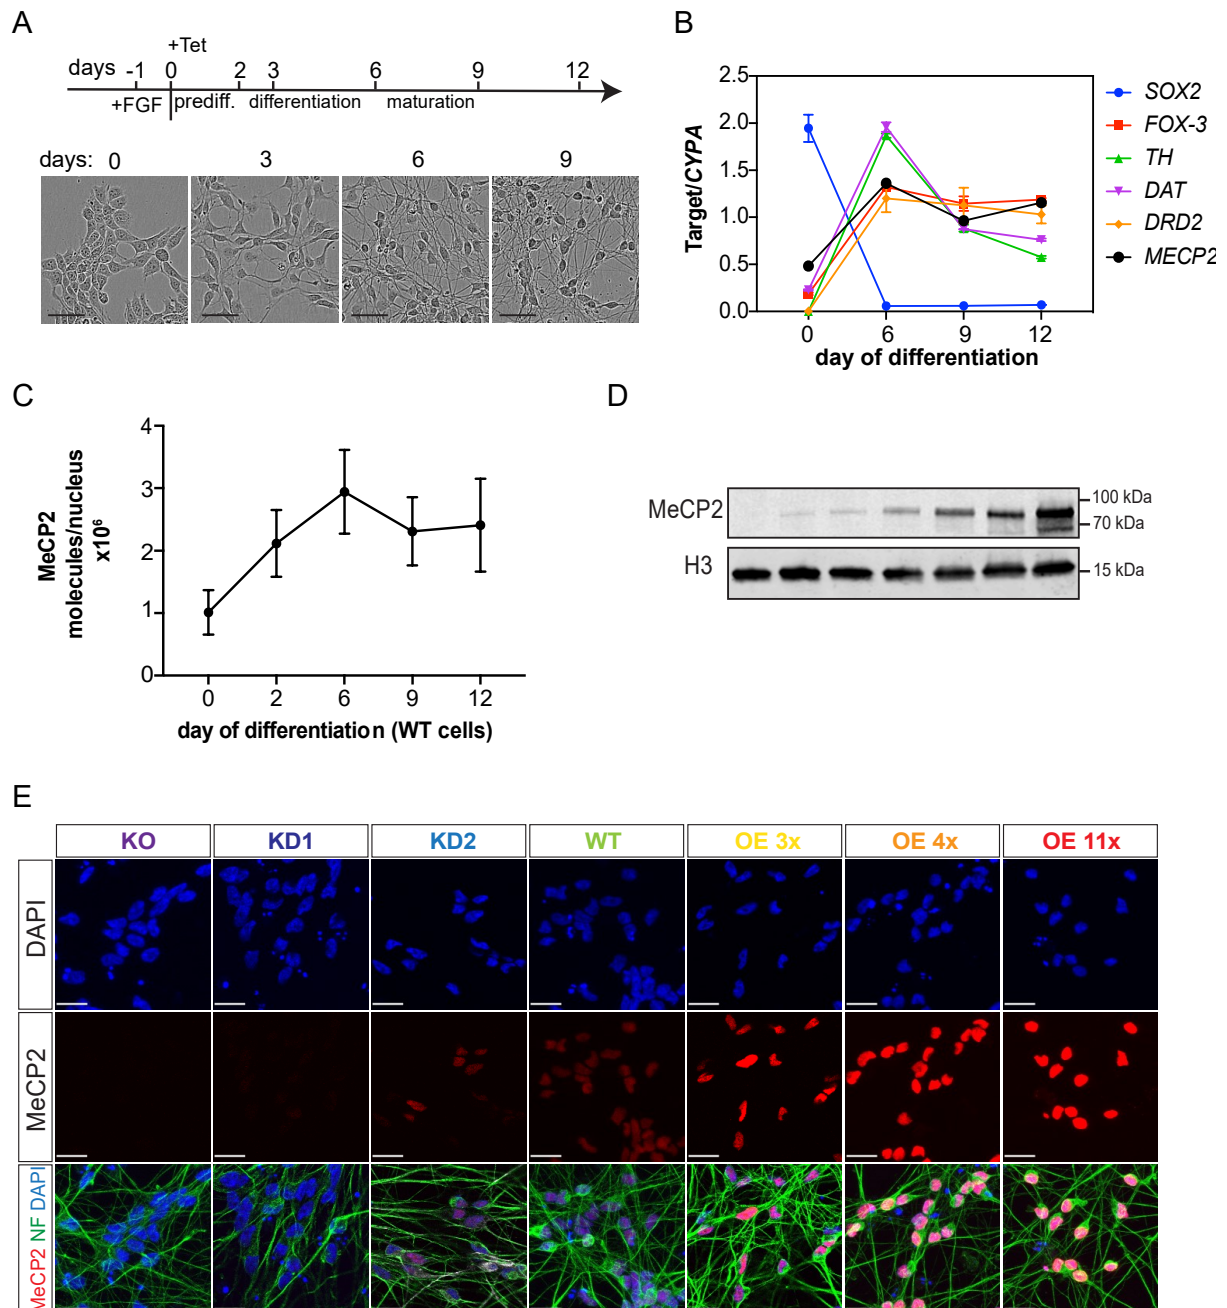 A
+Tet
days -1 0 2 3 6 9 12
+FGF prediff. differentiation maturation
days: 0 3 6 9
B
2.5
2.0
1.5
1.0
0.5
0.0
Target/CYPA
0 6 9 12
day of differentiation
SOX2
FOX-3
TH
DAT
DRD2
MECP2
C
MeCP2
molecules/nucleus
x10⁶
4
3
2
1
0
0 2 6 9 12
day of differentiation (WT cells)
D
MeCP2
100 kDa
70 kDa
H3
15 kDa
E
KO KD1 KD2 WT OE 3x OE 4x OE 11x
DAPI
MeCP2
MeCP2 NF DAPI